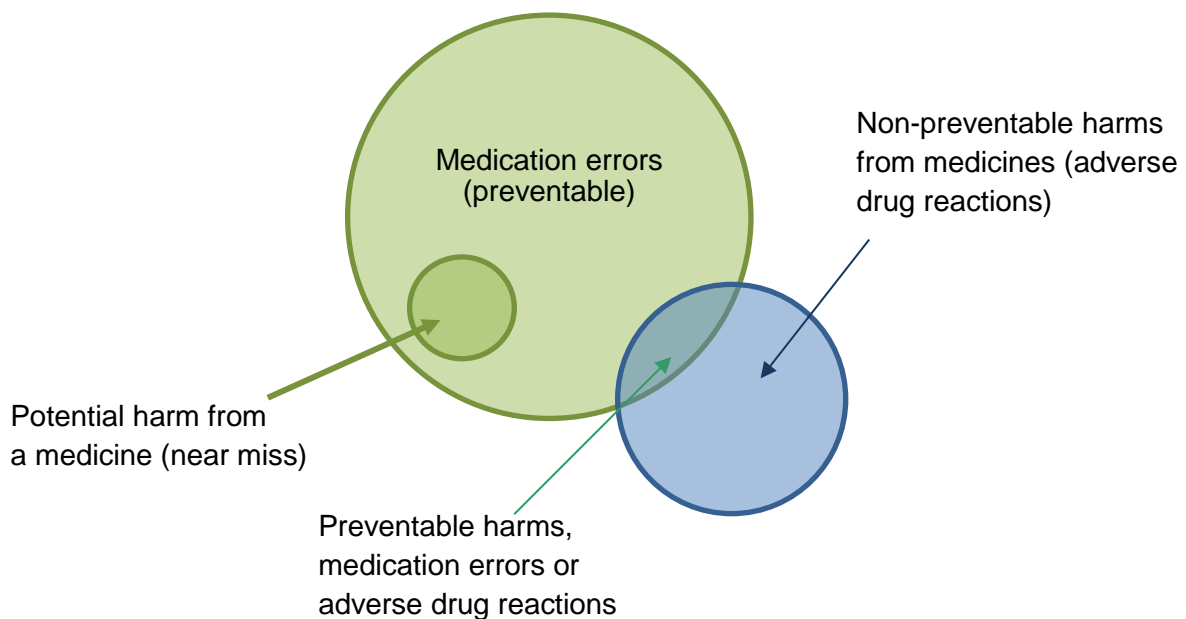 Medication errors
(preventable)
Non-preventable harms
from medicines (adverse
drug reactions)
Potential harm from
a medicine (near miss)
Preventable harms,
medication errors or
adverse drug reactions